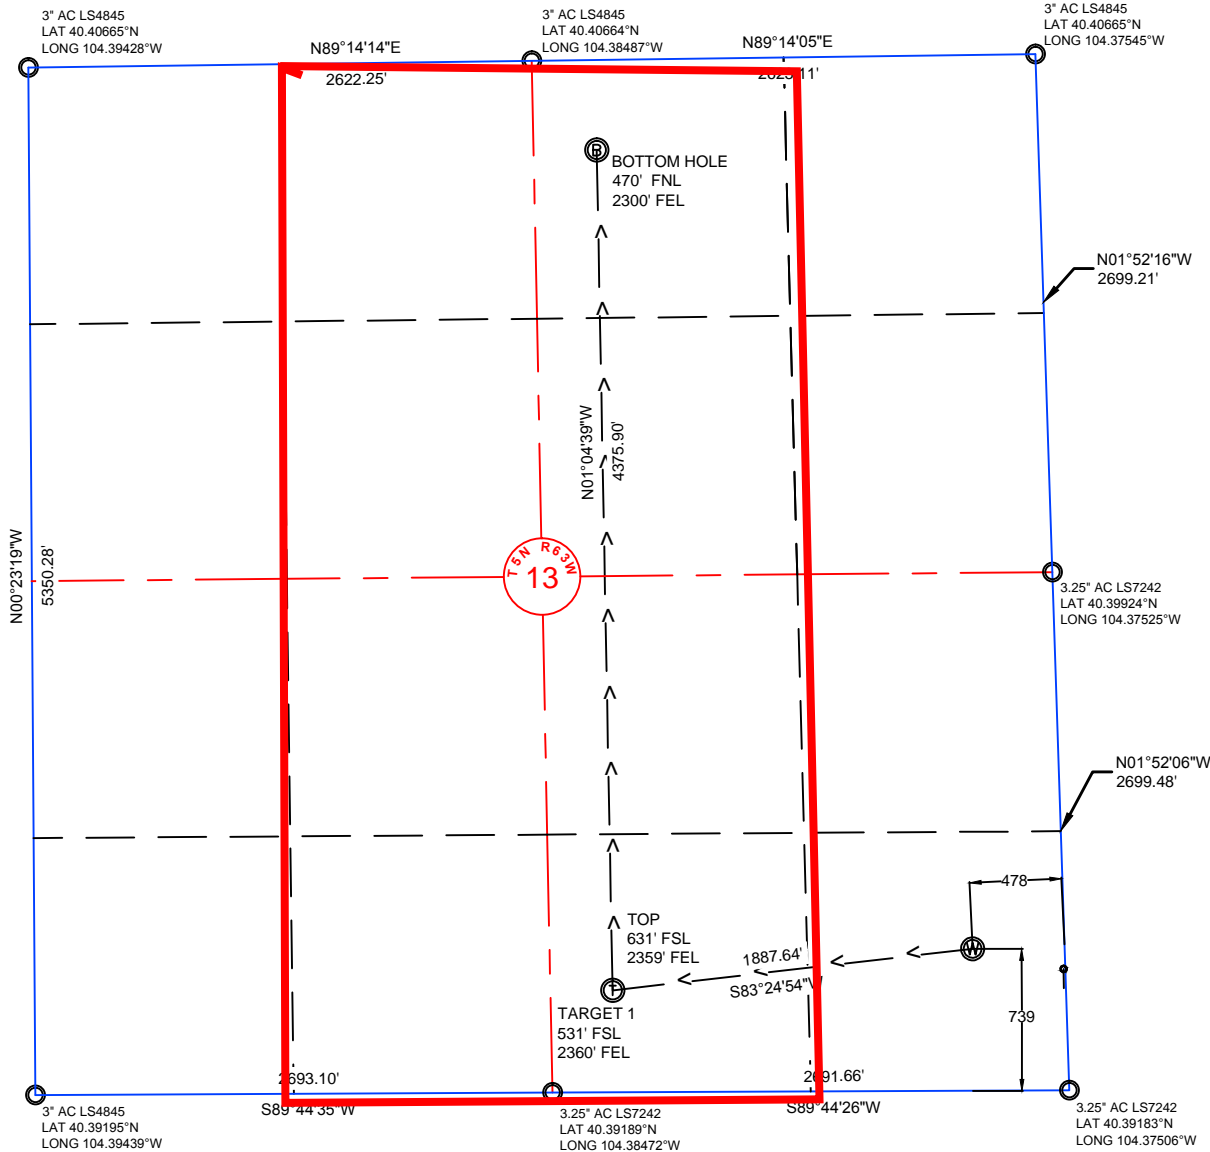 3" AC LS4845
LAT 40.40665°N
LONG 104.39428°W
3" AC LS4845
LAT 40.40664°N
LONG 104.38487°W
3" AC LS4845
LAT 40.40665°N
LONG 104.37545°W
N89°14'14"E
2622.25'
N89°14'05"E
B
BOTTOM HOLE
470' FNL
2300' FEL
N01°52'16"W
2699.21'
N01°04'39"W
4375.90'
N00°23'19"W
5350.28'
T5N R63W
13
3.25" AC LS7242
LAT 40.39924°N
LONG 104.37525°W
N01°52'06"W
2699.48'
478
TOP
631' FSL
2359' FEL
W
1887.64'
S83°24'54"W
T
TARGET 1
531' FSL
2360' FEL
739
2693.10'
S89°44'35"W
2691.66'
S89°44'26"W
3" AC LS4845
LAT 40.39195°N
LONG 104.39439°W
3.25" AC LS7242
LAT 40.39189°N
LONG 104.38472°W
3.25" AC LS7242
LAT 40.39183°N
LONG 104.37506°W